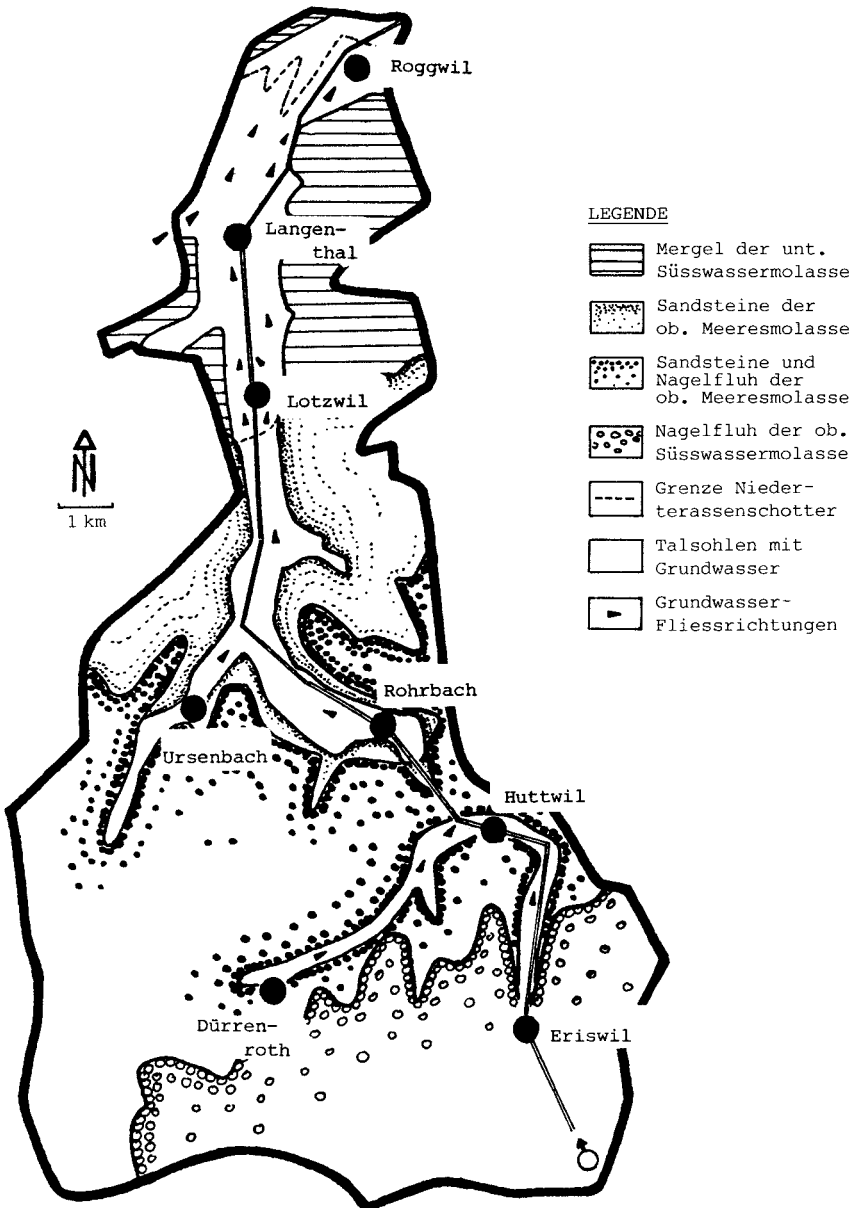 Roggwil
Langen-
thal
Lotzwil
N
1 km
Rohrbach
Ursenbach
Huttwil
Dürren-
roth
Eriswil
LEGENDE
Mergel der unt.
Süsswassermolasse
Sandsteine der
ob. Meeresmolasse
Sandsteine und
Nagelfluh der
ob. Meeresmolasse
Nagelfluh der ob.
Süsswassermolasse
Grenze Nieder-
terassenschotter
Talsohlen mit
Grundwasser
Grundwasser-
Fliessrichtungen